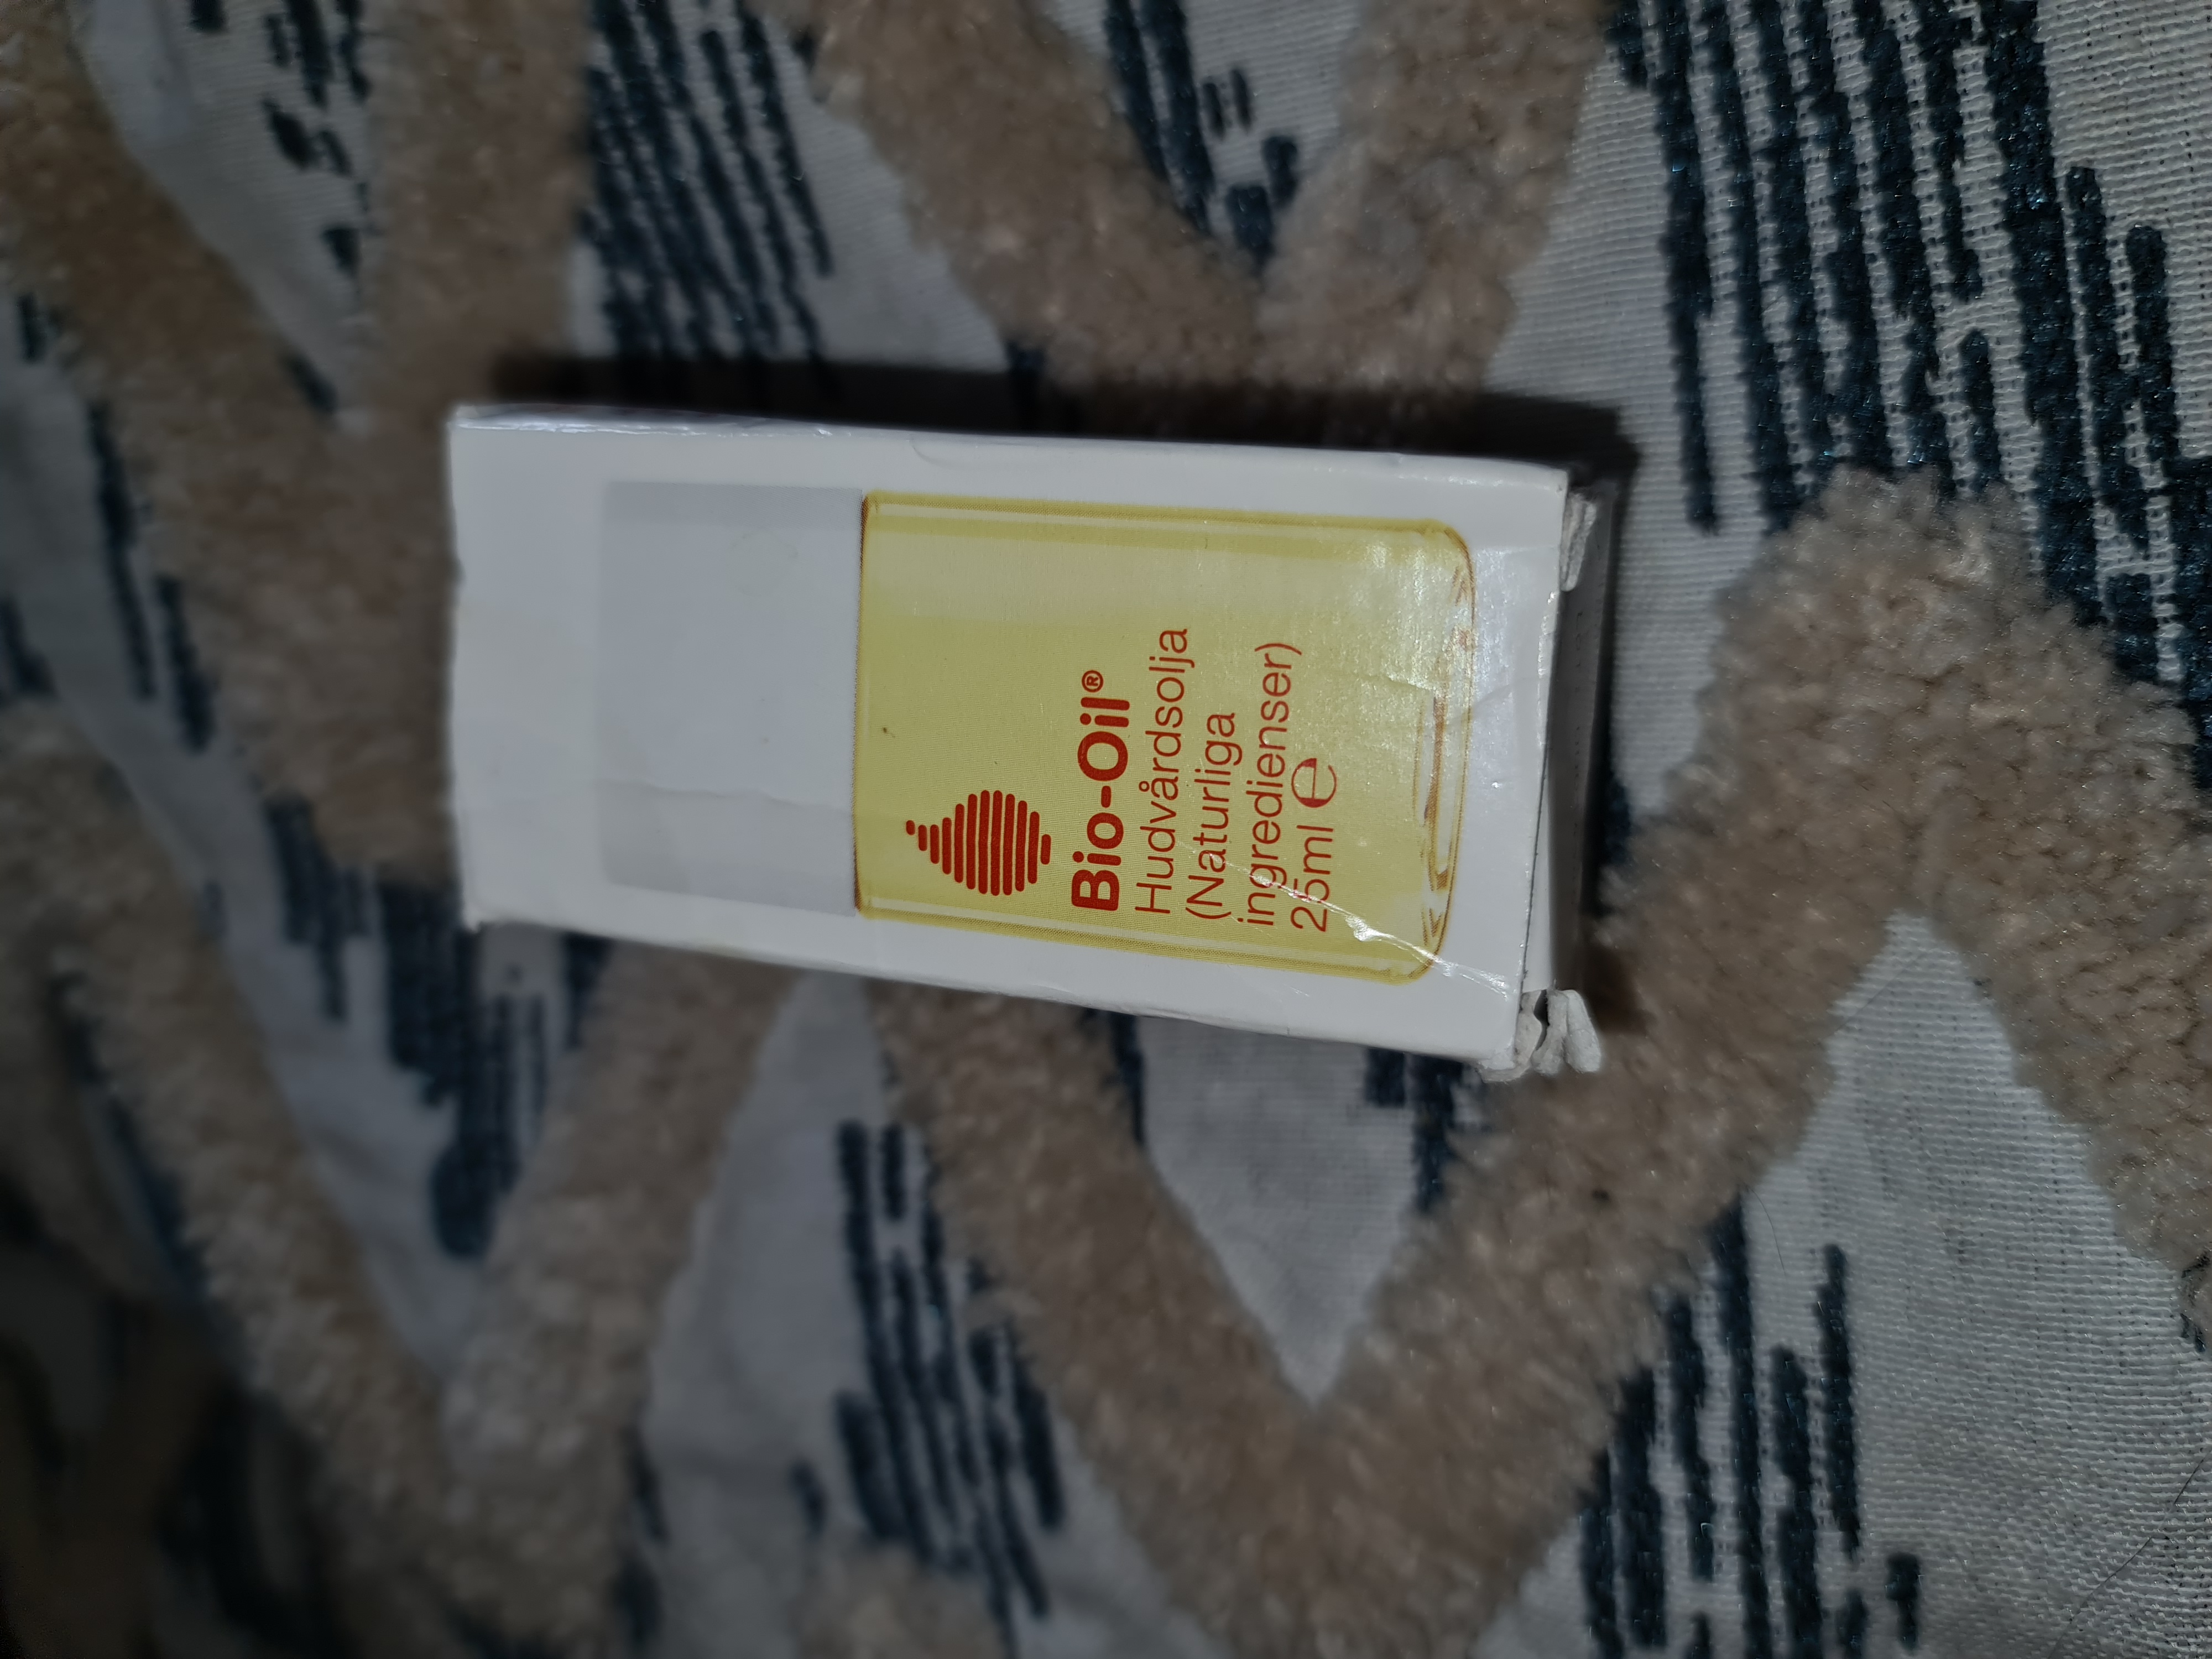 Bio-Oil®
Hudvårdsolja
(Naturliga
ingredienser)
25ml ℮